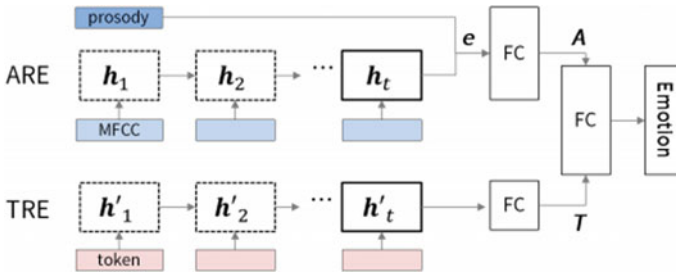 prosody
ARE
h₁
h₂
...
hₜ
e
FC
A
MFCC
FC
Emotion
TRE
h'₁
h'₂
...
h'ₜ
FC
T
token